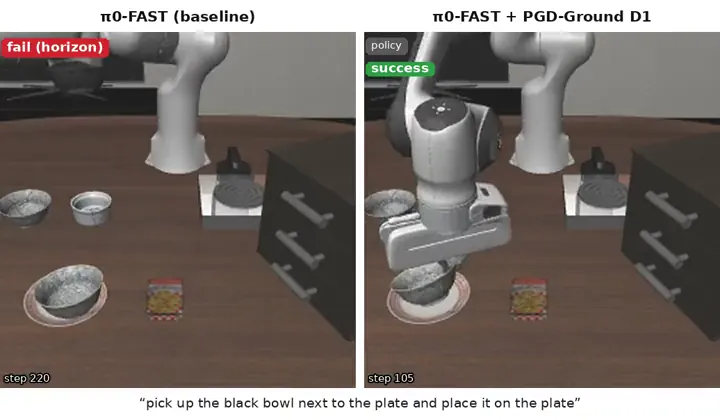 π0-FAST (baseline)
π0-FAST + PGD-Ground D1
fail (horizon)
policy
success
step 220
step 105
“pick up the black bowl next to the plate and place it on the plate”